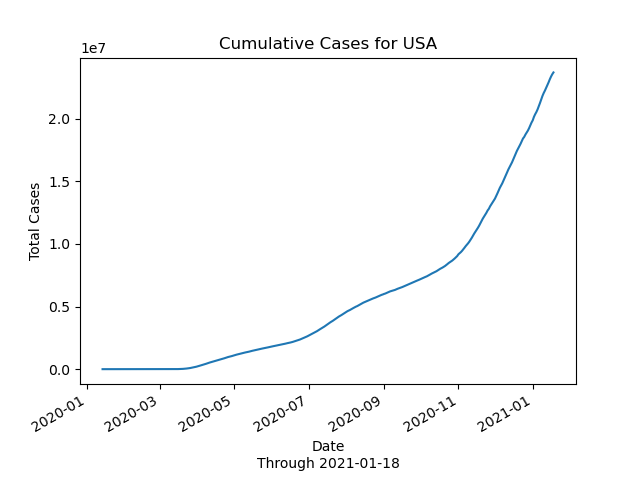 Cumulative Cases for USA
1e7
2.0
1.5
1.0
0.5
0.0
Total Cases
2020-01
2020-03
2020-05
2020-07
2020-09
2020-11
2021-01
Date
Through 2021-01-18